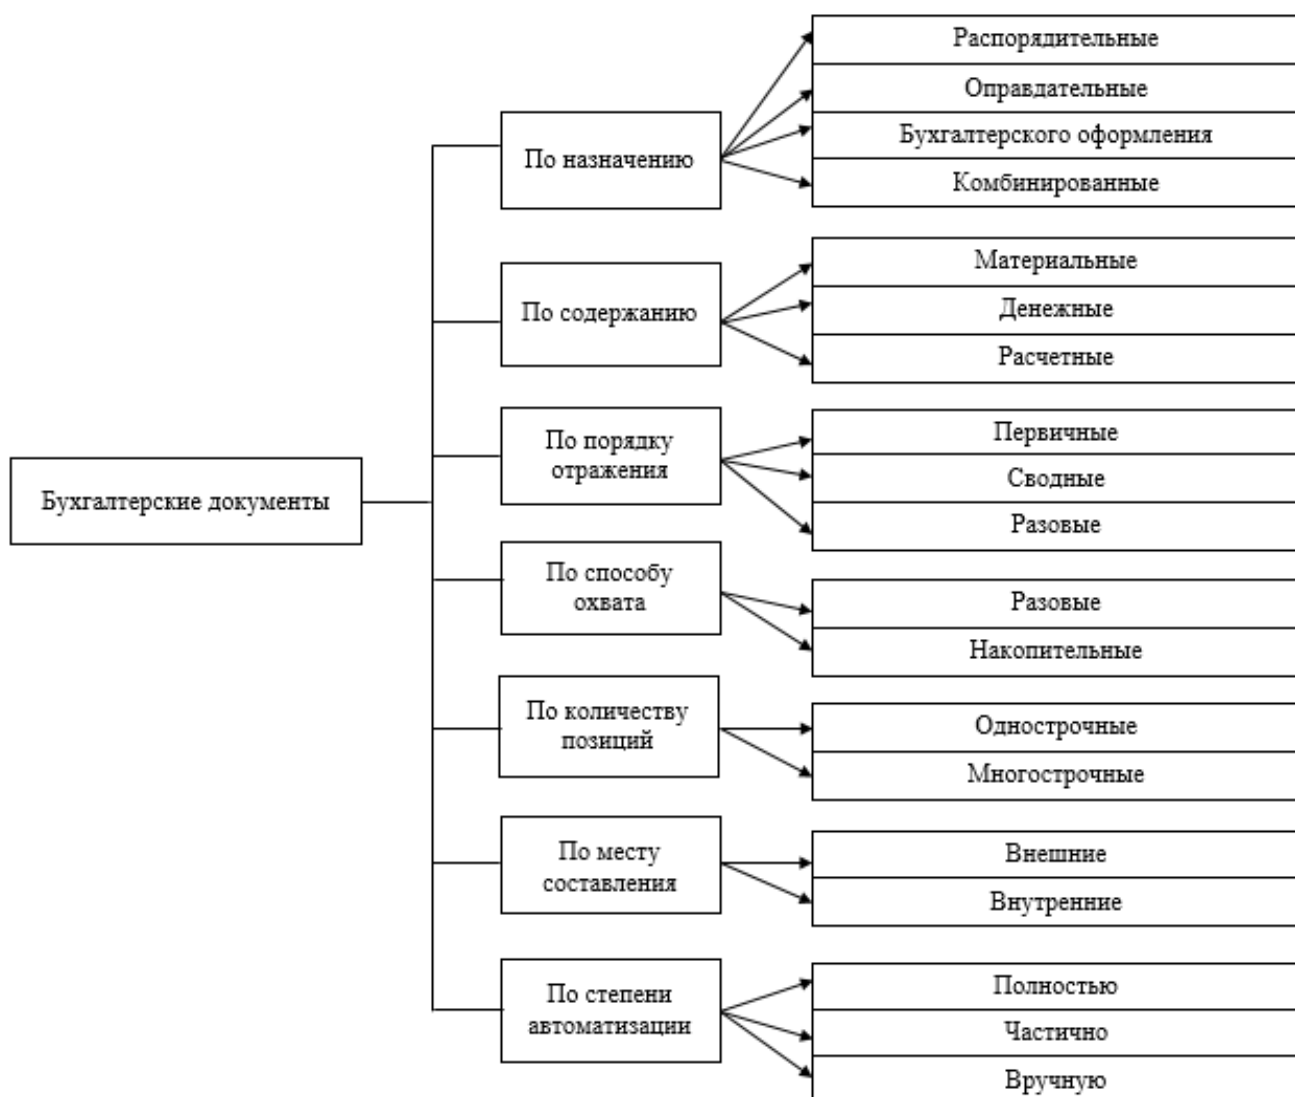 Бухгалтерские документы
По назначению
Распорядительные
Оправдательные
Бухгалтерского оформления
Комбинированные
По содержанию
Материальные
Денежные
Расчетные
По порядку
отражения
Первичные
Сводные
Разовые
По способу
охвата
Разовые
Накопительные
По количеству
позиций
Однострочные
Многострочные
По месту
составления
Внешние
Внутренние
По степени
автоматизации
Полностью
Частично
Вручную